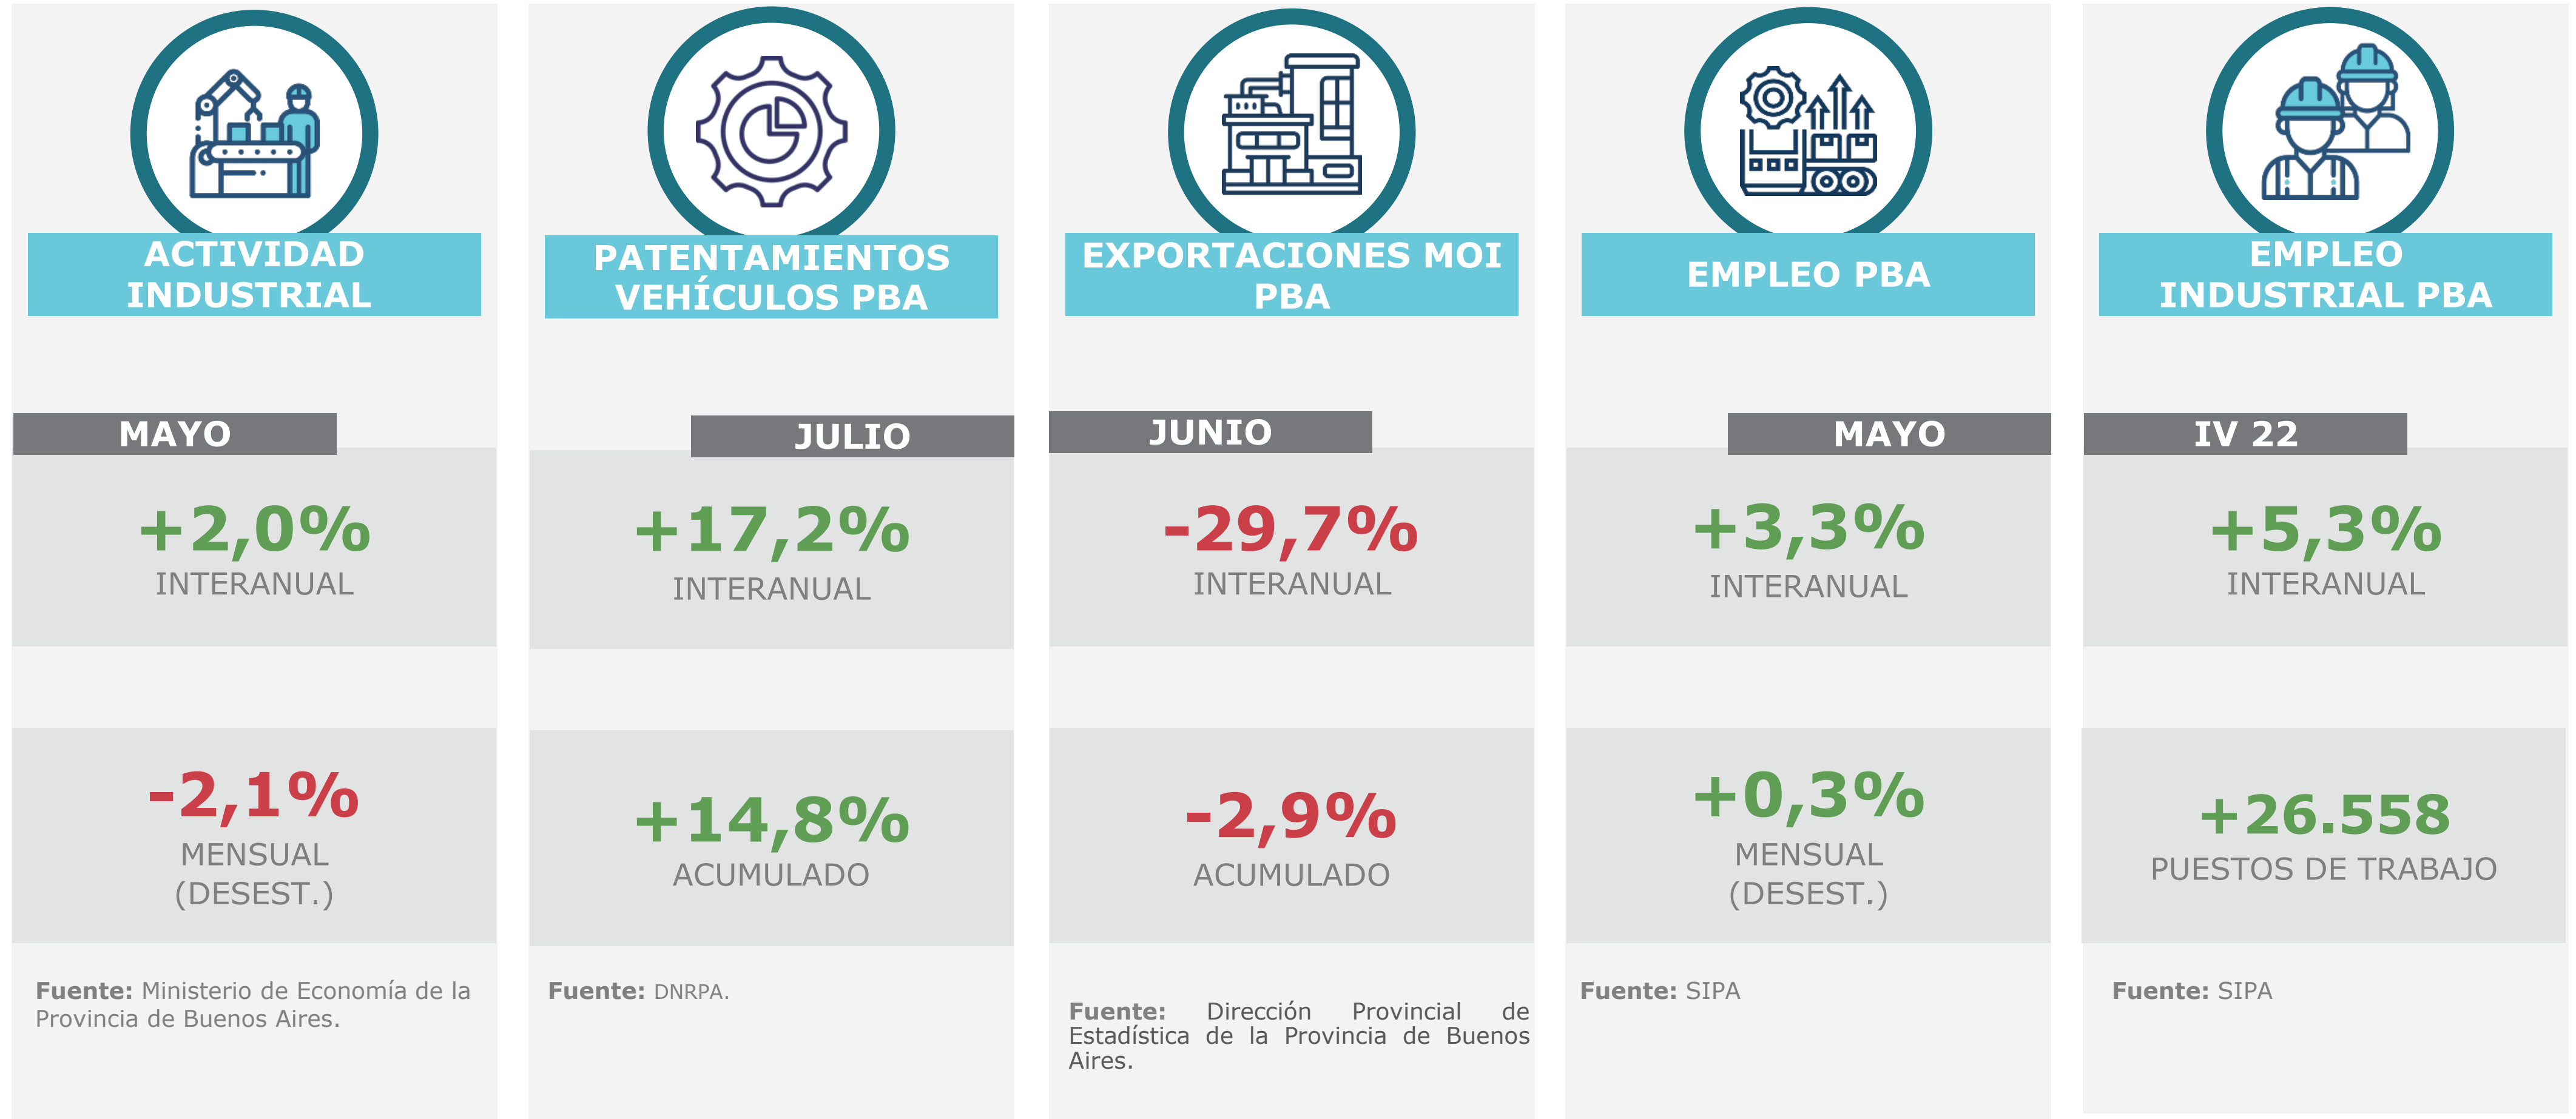 ACTIVIDAD
INDUSTRIAL
MAYO
+2,0%
INTERANUAL
-2,1%
MENSUAL
(DESEST.)
Fuente: Ministerio de Economía de la
Provincia de Buenos Aires.
PATENTAMIENTOS
VEHÍCULOS PBA
JULIO
+17,2%
INTERANUAL
+14,8%
ACUMULADO
Fuente: DNRPA.
EXPORTACIONES MOI
PBA
JUNIO
-29,7%
INTERANUAL
-2,9%
ACUMULADO
Fuente: Dirección Provincial de
Estadística de la Provincia de Buenos
Aires.
EMPLEO PBA
MAYO
+3,3%
INTERANUAL
+0,3%
MENSUAL
(DESEST.)
Fuente: SIPA
EMPLEO
INDUSTRIAL PBA
IV 22
+5,3%
INTERANUAL
+26.558
PUESTOS DE TRABAJO
Fuente: SIPA